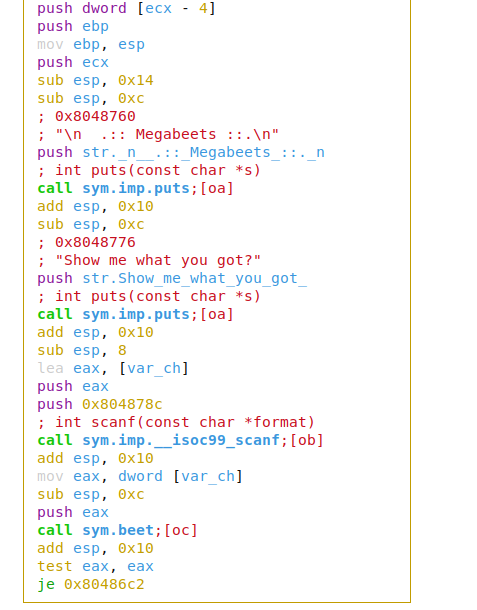 push dword [ecx - 4]
push ebp
mov ebp, esp
push ecx
sub esp, 0x14
sub esp, 0xc
; 0x8048760
; "\n  .:: Megabeets ::.\n"
push str._n__.::_Megabeets_::._n
; int puts(const char *s)
call sym.imp.puts;[oa]
add esp, 0x10
sub esp, 0xc
; 0x8048776
; "Show me what you got?"
push str.Show_me_what_you_got_
; int puts(const char *s)
call sym.imp.puts;[oa]
add esp, 0x10
sub esp, 8
lea eax, [var_ch]
push eax
push 0x804878c
; int scanf(const char *format)
call sym.imp.__isoc99_scanf;[ob]
add esp, 0x10
mov eax, dword [var_ch]
sub esp, 0xc
push eax
call sym.beet;[oc]
add esp, 0x10
test eax, eax
je 0x80486c2